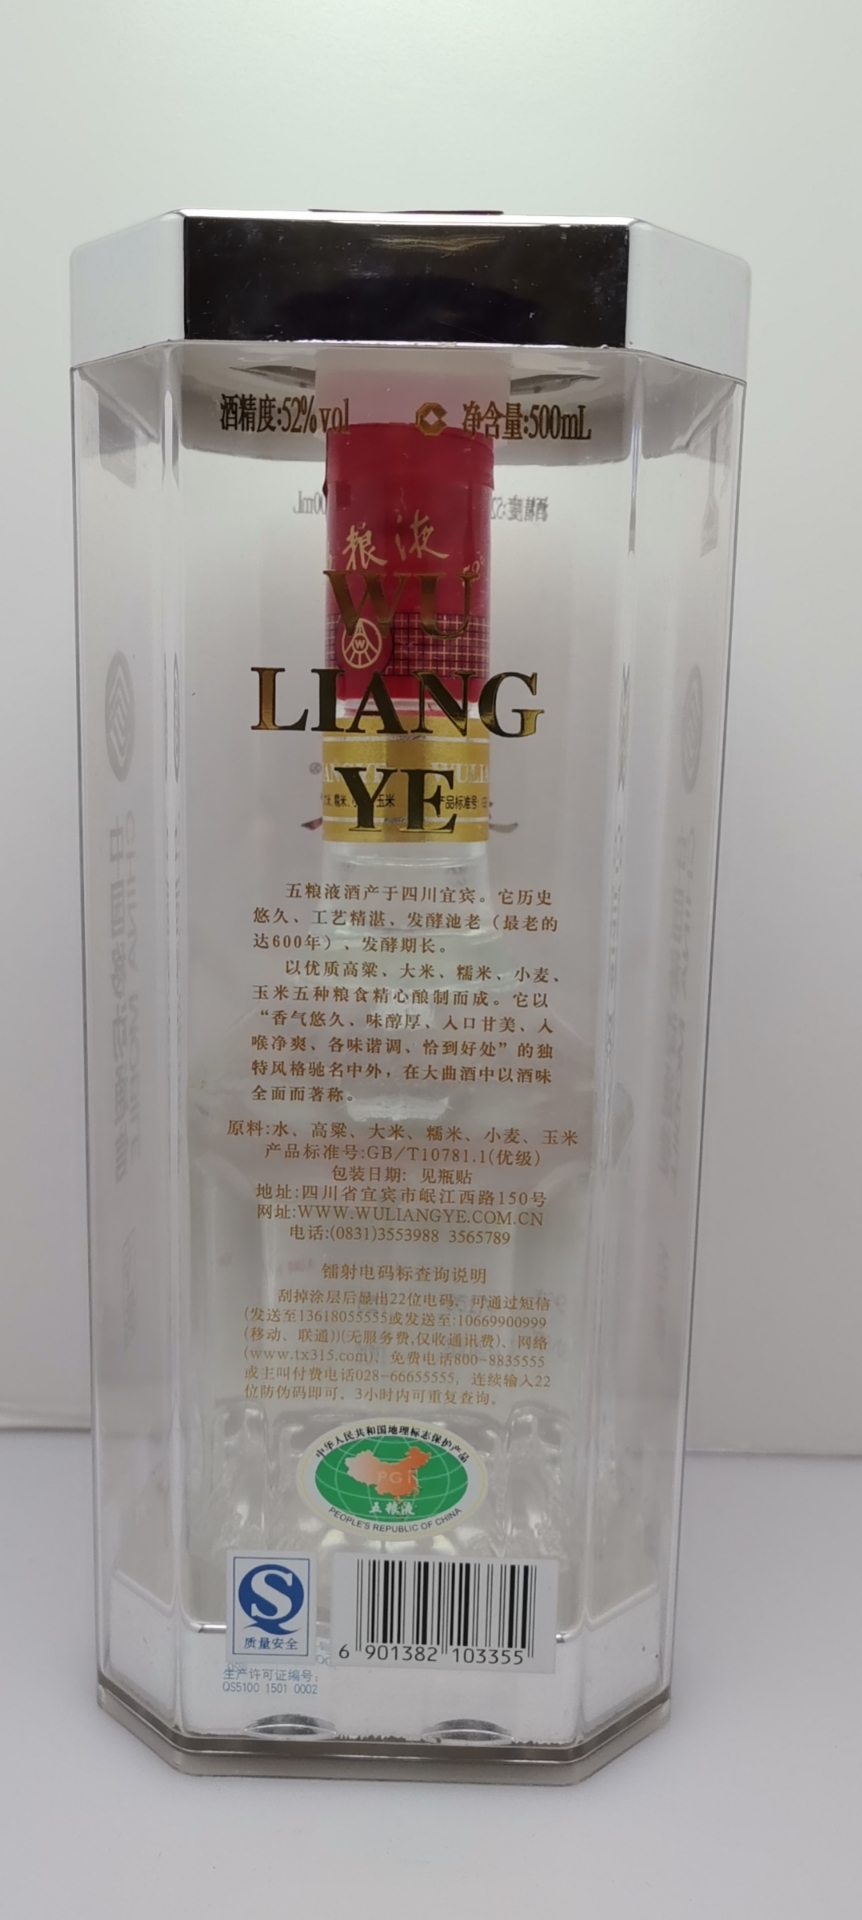 酒精度:52%vol 净含量:500mL
粮液
WU
LIANG
YE
糯米 玉米 产品标准号
五粮液酒产于四川宜宾。它历史
悠久、工艺精湛、发酵池老（最老的
达600年）、发酵期长。
以优质高粱、大米、糯米、小麦、
玉米五种粮食精心酿制而成。它以
“香气悠久、味醇厚、入口甘美、入
喉净爽、各味谐调、恰到好处”的独
特风格驰名中外，在大曲酒中以酒味
全面而著称。
原料:水、高粱、大米、糯米、小麦、玉米
产品标准号:GB/T10781.1(优级)
包装日期: 见瓶贴
地址:四川省宜宾市岷江西路150号
网址:WWW.WULIANGYE.COM.CN
电话:(0831)3553988 3565789
镭射电码标查询说明
刮掉涂层后显出22位电码，可通过短信
(发送至13618055555或发送至:10669900999
(移动、联通))(无服务费,仅收通讯费)、网络
(www.tx315.com)、免费电话800-8835555
或主叫付费电话028-66655555，连续输入22
位防伪码即可，3小时内可重复查询。
中华人民共和国地理标志保护产品
PGI
五粮液
PEOPLE'S REPUBLIC OF CHINA
质量安全
6 901382 103355
生产许可证编号:
QS5100 1501 0002